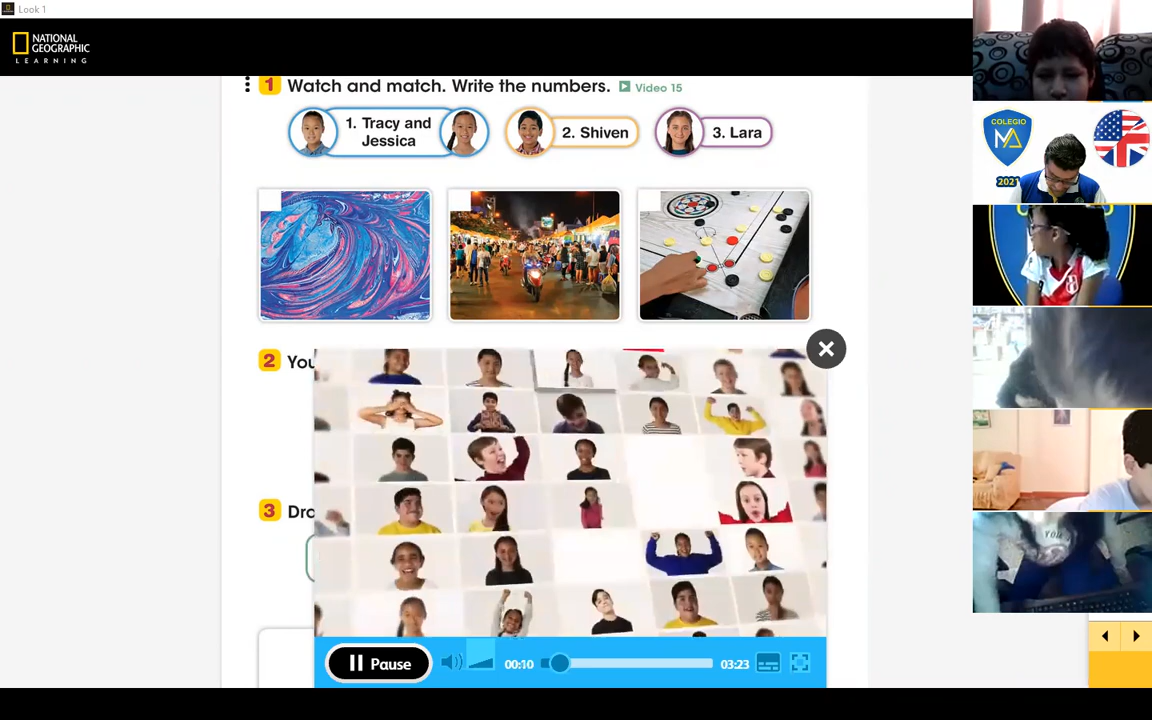 Look 1
NATIONAL
GEOGRAPHIC
LEARNING
1 Watch and match. Write the numbers. Video 15
1. Tracy and
Jessica
2. Shiven
3. Lara
2 You
3 Dro
Pause
00:10
03:23
COLEGIO
MA
2021